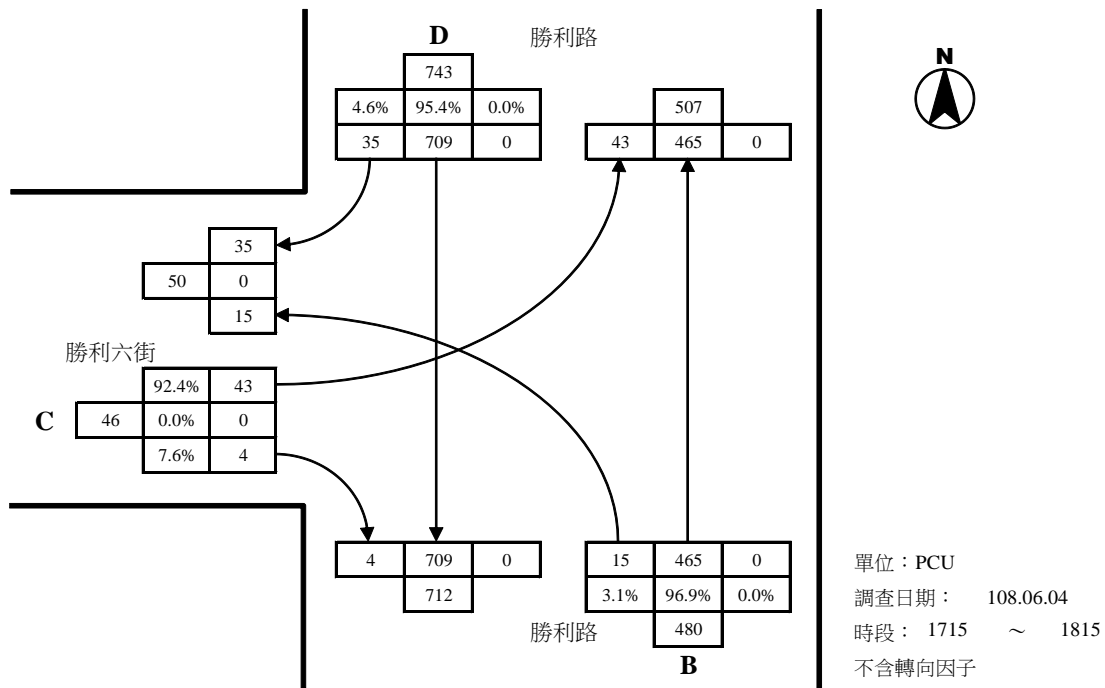 D
勝利路
N
743
4.6% 95.4% 0.0%
35 709 0
507
43 465 0
35
50 0
15
勝利六街
92.4% 43
C 46 0.0% 0
7.6% 4
4 709 0
712
15 465 0
3.1% 96.9% 0.0%
480
勝利路
B
單位：PCU
調查日期： 108.06.04
時段： 1715 ～ 1815
不含轉向因子